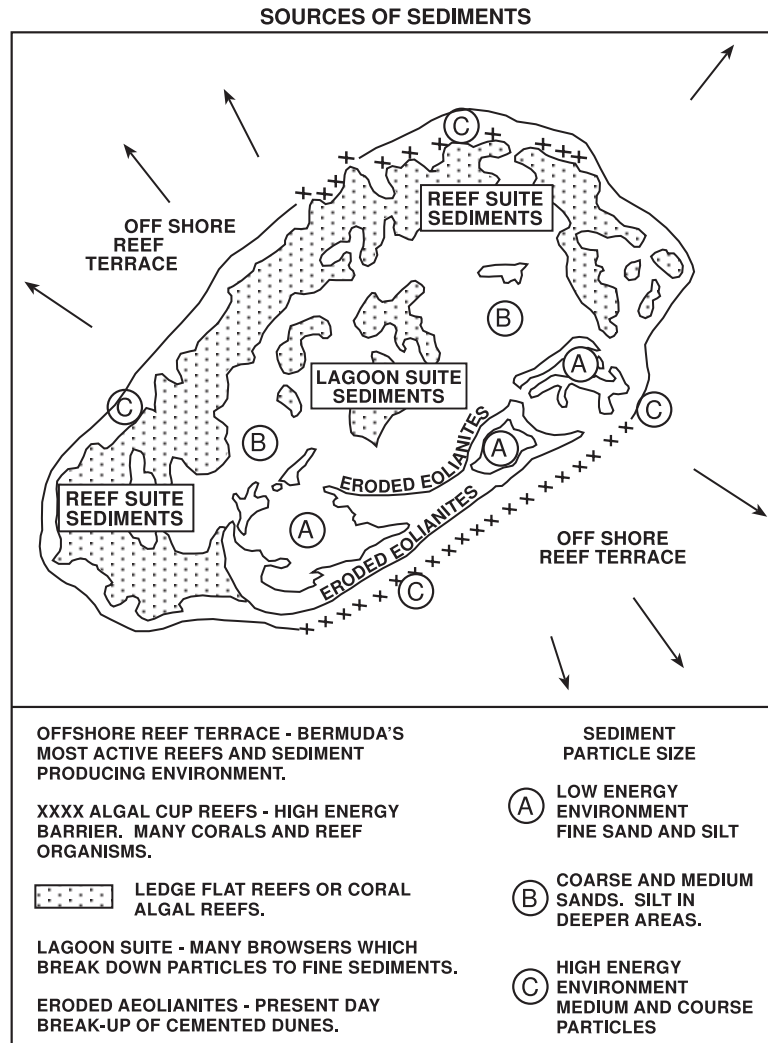 SOURCES OF SEDIMENTS
C
REEF SUITE
SEDIMENTS
OFF SHORE
REEF
TERRACE
B
A
LAGOON SUITE
SEDIMENTS
C
C
B
A
ERODED EOLIANITES
REEF SUITE
SEDIMENTS
A
ERODED EOLIANITES
OFF SHORE
REEF TERRACE
C
OFFSHORE REEF TERRACE - BERMUDA'S
MOST ACTIVE REEFS AND SEDIMENT
PRODUCING ENVIRONMENT.
XXXX ALGAL CUP REEFS - HIGH ENERGY
BARRIER. MANY CORALS AND REEF
ORGANISMS.
LEDGE FLAT REEFS OR CORAL
ALGAL REEFS.
LAGOON SUITE - MANY BROWSERS WHICH
BREAK DOWN PARTICLES TO FINE SEDIMENTS.
ERODED AEOLIANITES - PRESENT DAY
BREAK-UP OF CEMENTED DUNES.
SEDIMENT
PARTICLE SIZE
A
LOW ENERGY
ENVIRONMENT
FINE SAND AND SILT
B
COARSE AND MEDIUM
SANDS. SILT IN
DEEPER AREAS.
C
HIGH ENERGY
ENVIRONMENT
MEDIUM AND COURSE
PARTICLES